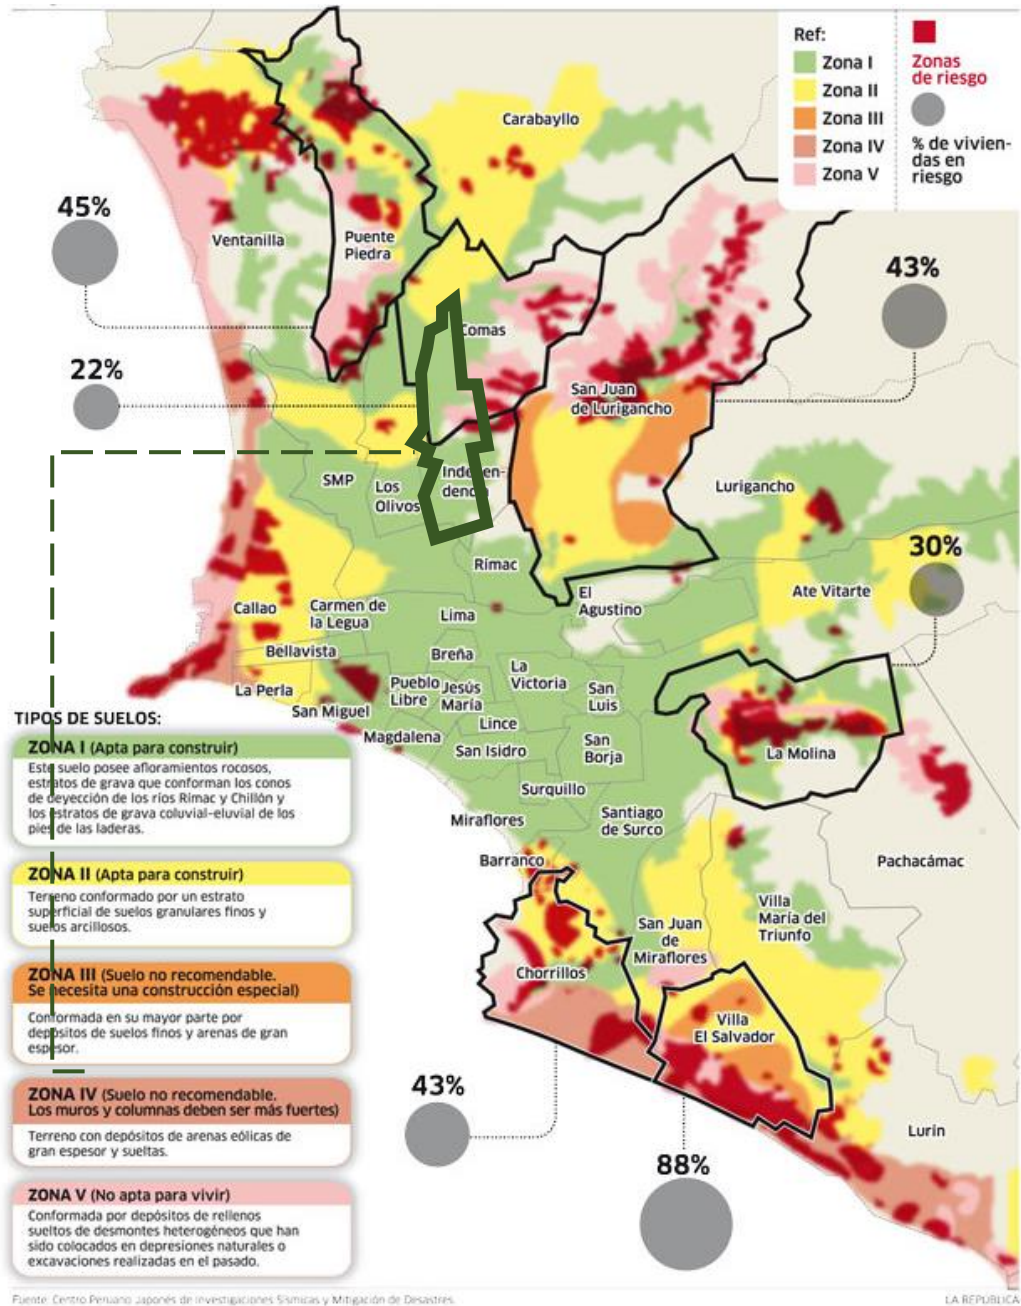 Ref:
Zona I
Zona II
Zona III
Zona IV
Zona V
Zonas
de riesgo
% de vivien-
das en
riesgo
Carabayllo
45%
Ventanilla
Puente
Piedra
43%
Comas
22%
San Juan
de Lurigancho
SMP
Los
Olivos
Indepen-
dencia
Lurigancho
30%
Rímac
El
Agustino
Ate Vitarte
Callao
Carmen de
la Legua
Lima
Bellavista
Breña
La
Victoria
La Perla
Pueblo
Libre
Jesús
María
San
Luis
San Miguel
Lince
Magdalena
San Isidro
San
Borja
La Molina
Surquillo
Miraflores
Santiago
de Surco
Barranco
Pachacámac
San Juan
de
Miraflores
Villa
María del
Triunfo
Chorrillos
Villa
El Salvador
43%
Lurin
88%
TIPOS DE SUELOS:
ZONA I (Apta para construir)
Este suelo posee afloramientos rocosos,
estratos de grava que conforman los conos
de deyección de los ríos Rímac y Chillón y
los estratos de grava coluvial-eluvial de los
pies de las laderas.
ZONA II (Apta para construir)
Terreno conformado por un estrato
superficial de suelos granulares finos y
suelos arcillosos.
ZONA III (Suelo no recomendable.
Se necesita una construcción especial)
Conformada en su mayor parte por
depósitos de suelos finos y arenas de gran
espesor.
ZONA IV (Suelo no recomendable.
Los muros y columnas deben ser más fuertes)
Terreno con depósitos de arenas eólicas de
gran espesor y sueltas.
ZONA V (No apta para vivir)
Conformada por depósitos de rellenos
sueltos de desmontes heterogéneos que han
sido colocados en depresiones naturales o
excavaciones realizadas en el pasado.
Fuente: Centro Peruano Japonés de Investigaciones Sísmicas y Mitigación de Desastres.
LA REPÚBLICA